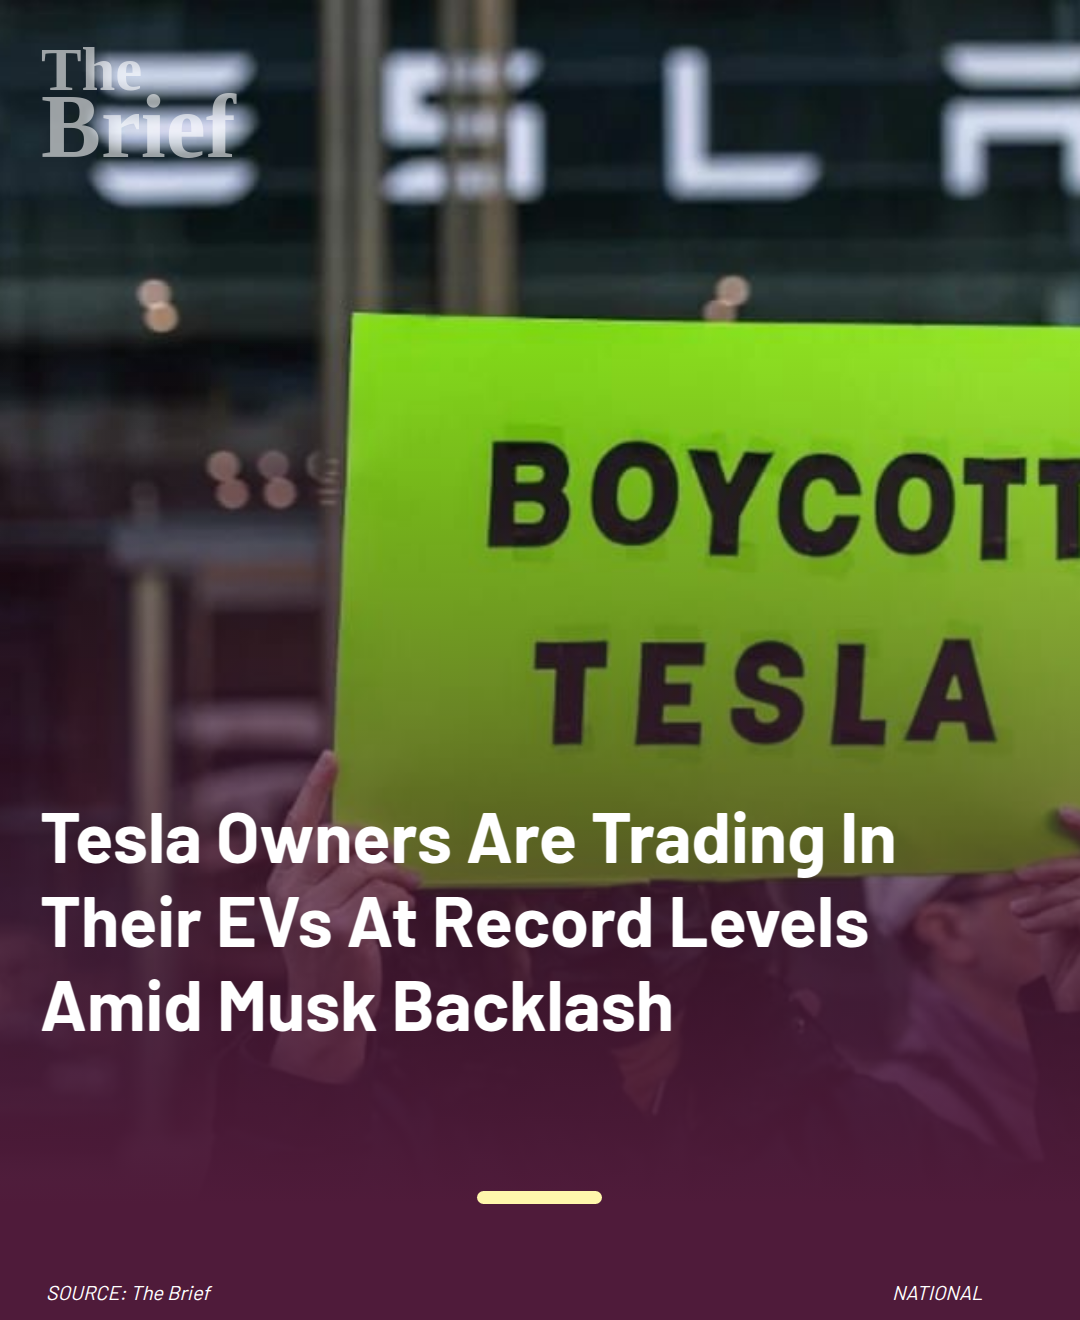 The
Brief
ESLA
BOYCOTT
TESLA
Tesla Owners Are Trading In
Their EVs At Record Levels
Amid Musk Backlash
SOURCE: The Brief
NATIONAL